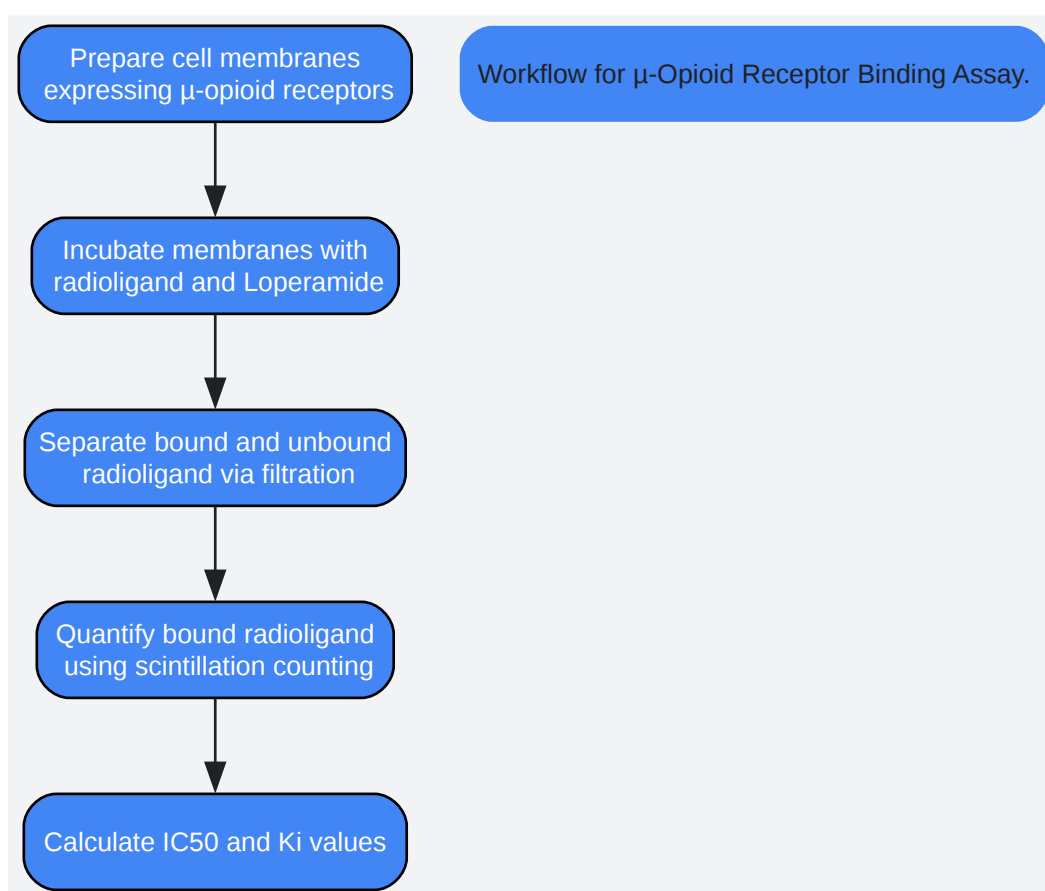 Prepare cell membranes
expressing µ-opioid receptors
Workflow for µ-Opioid Receptor Binding Assay.
Incubate membranes with
radioligand and Loperamide
Separate bound and unbound
radioligand via filtration
Quantify bound radioligand
using scintillation counting
Calculate IC50 and Ki values